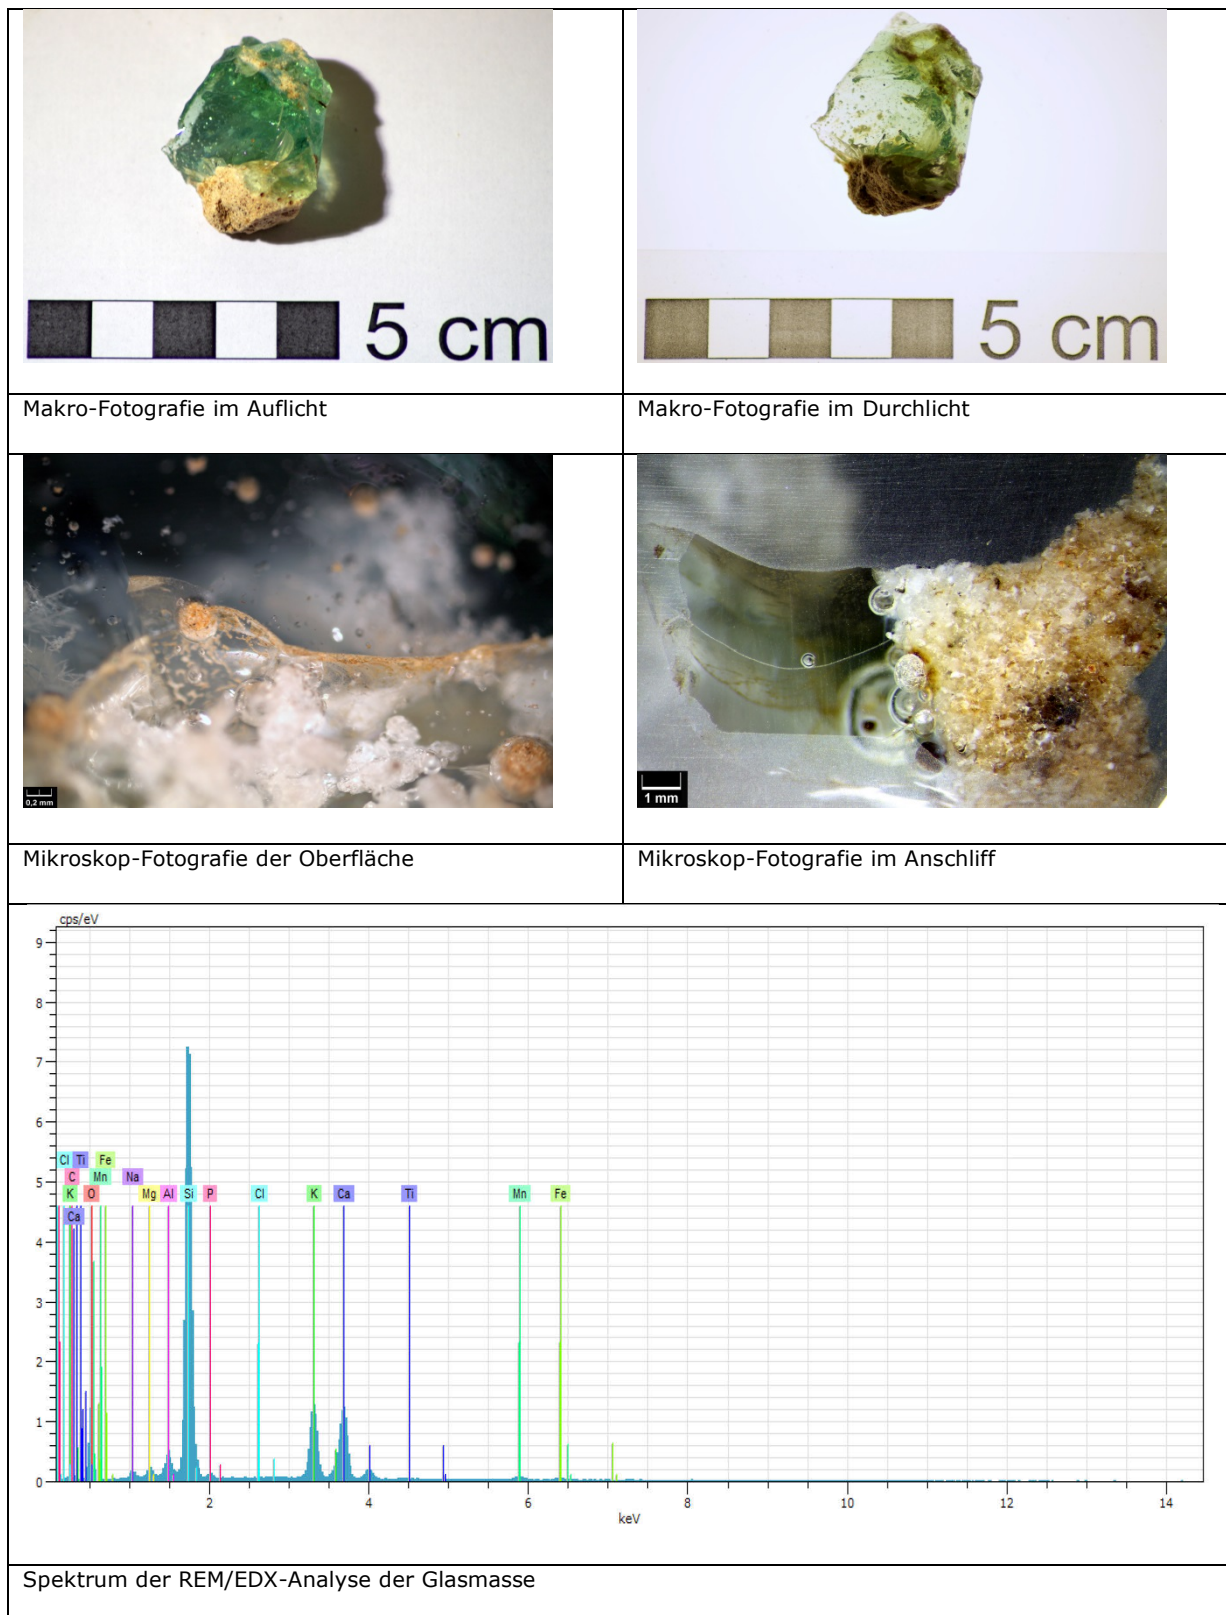 5 cm
5 cm
Makro-Fotografie im Auflicht
Makro-Fotografie im Durchlicht
0,2 mm
1 mm
Mikroskop-Fotografie der Oberfläche
Mikroskop-Fotografie im Anschliff
cps/eV
9
8
7
6
5
4
3
2
1
0
Cl Ti Fe
C Mn Na
K O Mg Al Si P Cl K Ca Ti Mn Fe
Ca
2 4 6 8 10 12 14
keV
Spektrum der REM/EDX-Analyse der Glasmasse